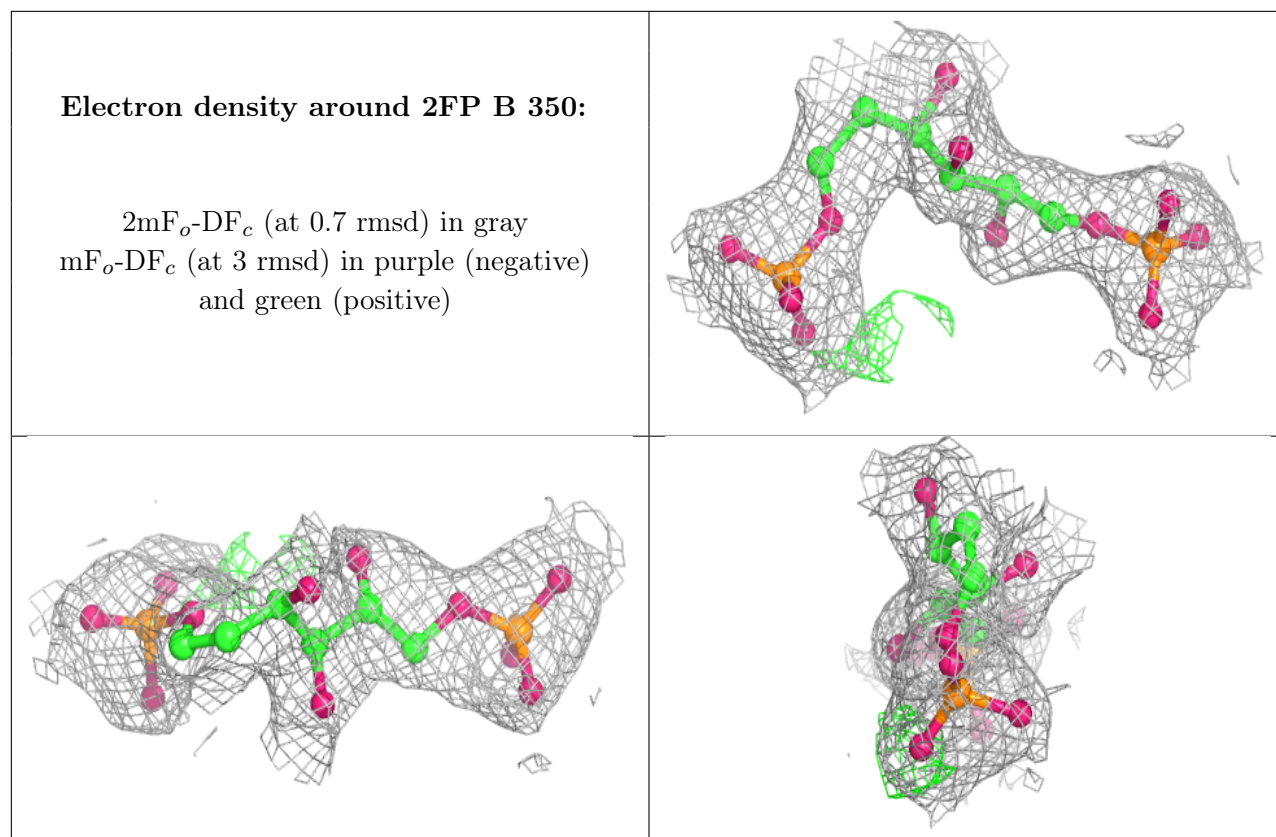 Electron density around 2FP B 350:
2mFₒ-DF𝒸 (at 0.7 rmsd) in gray
mFₒ-DF𝒸 (at 3 rmsd) in purple (negative)
and green (positive)